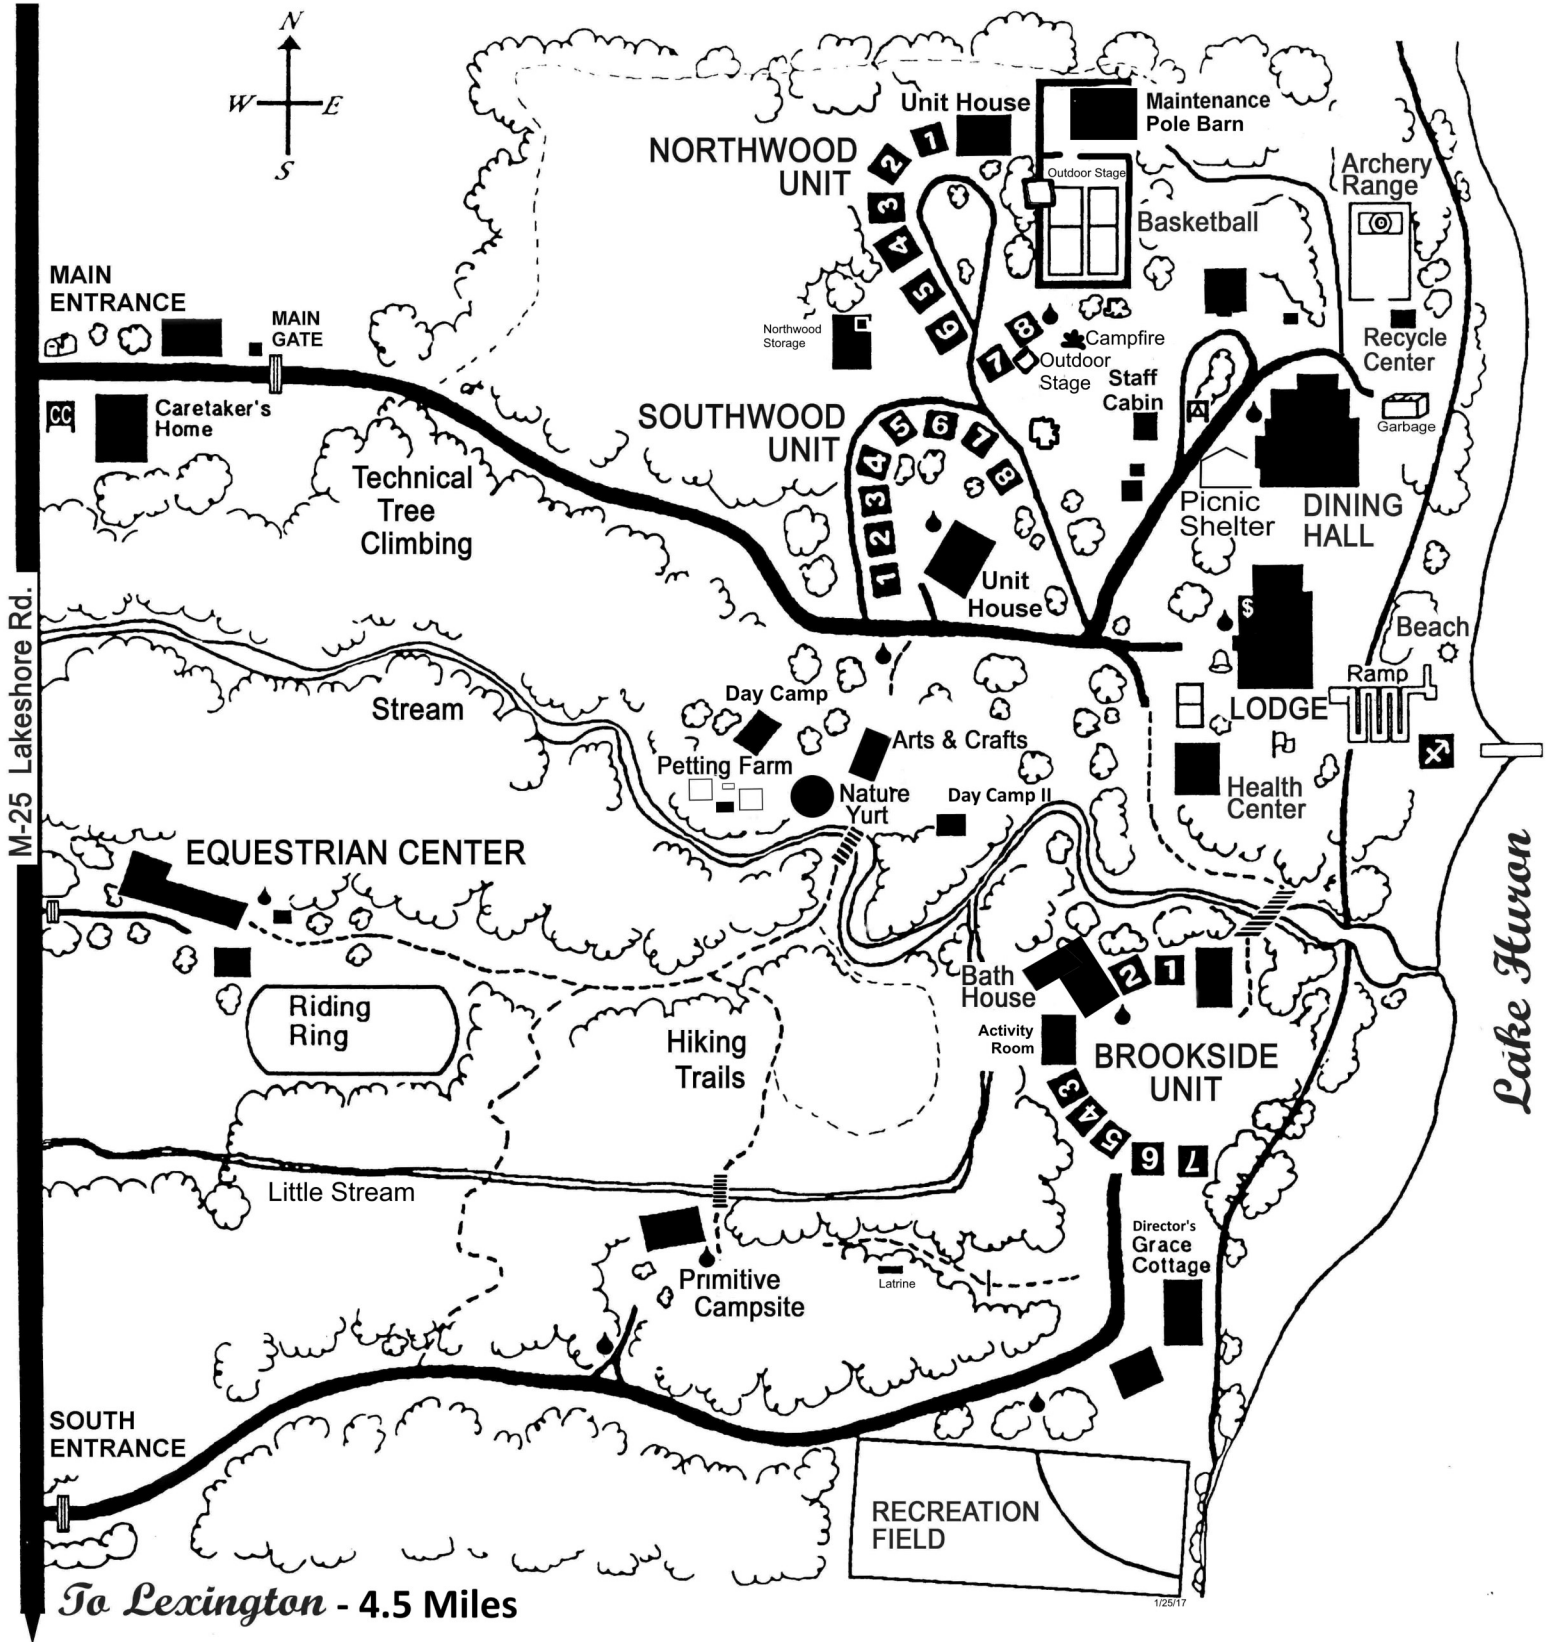 N
W
E
S
Unit House
Maintenance
Pole Barn
NORTHWOOD
UNIT
1
2
3
4
5
6
7
8
Outdoor Stage
Basketball
Archery
Range
MAIN
ENTRANCE
MAIN
GATE
Northwood
Storage
Campfire
Outdoor
Stage
Recycle
Center
Staff
Cabin
Garbage
CC
Caretaker's
Home
SOUTHWOOD
UNIT
1
2
3
4
5
6
7
8
Technical
Tree
Climbing
Picnic
Shelter
DINING
HALL
Unit
House
M-25 Lakeshore Rd.
$
Beach
Ramp
LODGE
Stream
Day Camp
Arts & Crafts
Petting Farm
Nature
Yurt
Day Camp II
Health
Center
Lake Huron
EQUESTRIAN CENTER
Bath
House
2
1
Riding
Ring
Hiking
Trails
Activity
Room
BROOKSIDE
UNIT
3
4
5
6
7
Little Stream
Director's
Grace
Cottage
Primitive
Campsite
Latrine
SOUTH
ENTRANCE
RECREATION
FIELD
To Lexington - 4.5 Miles
1/25/17